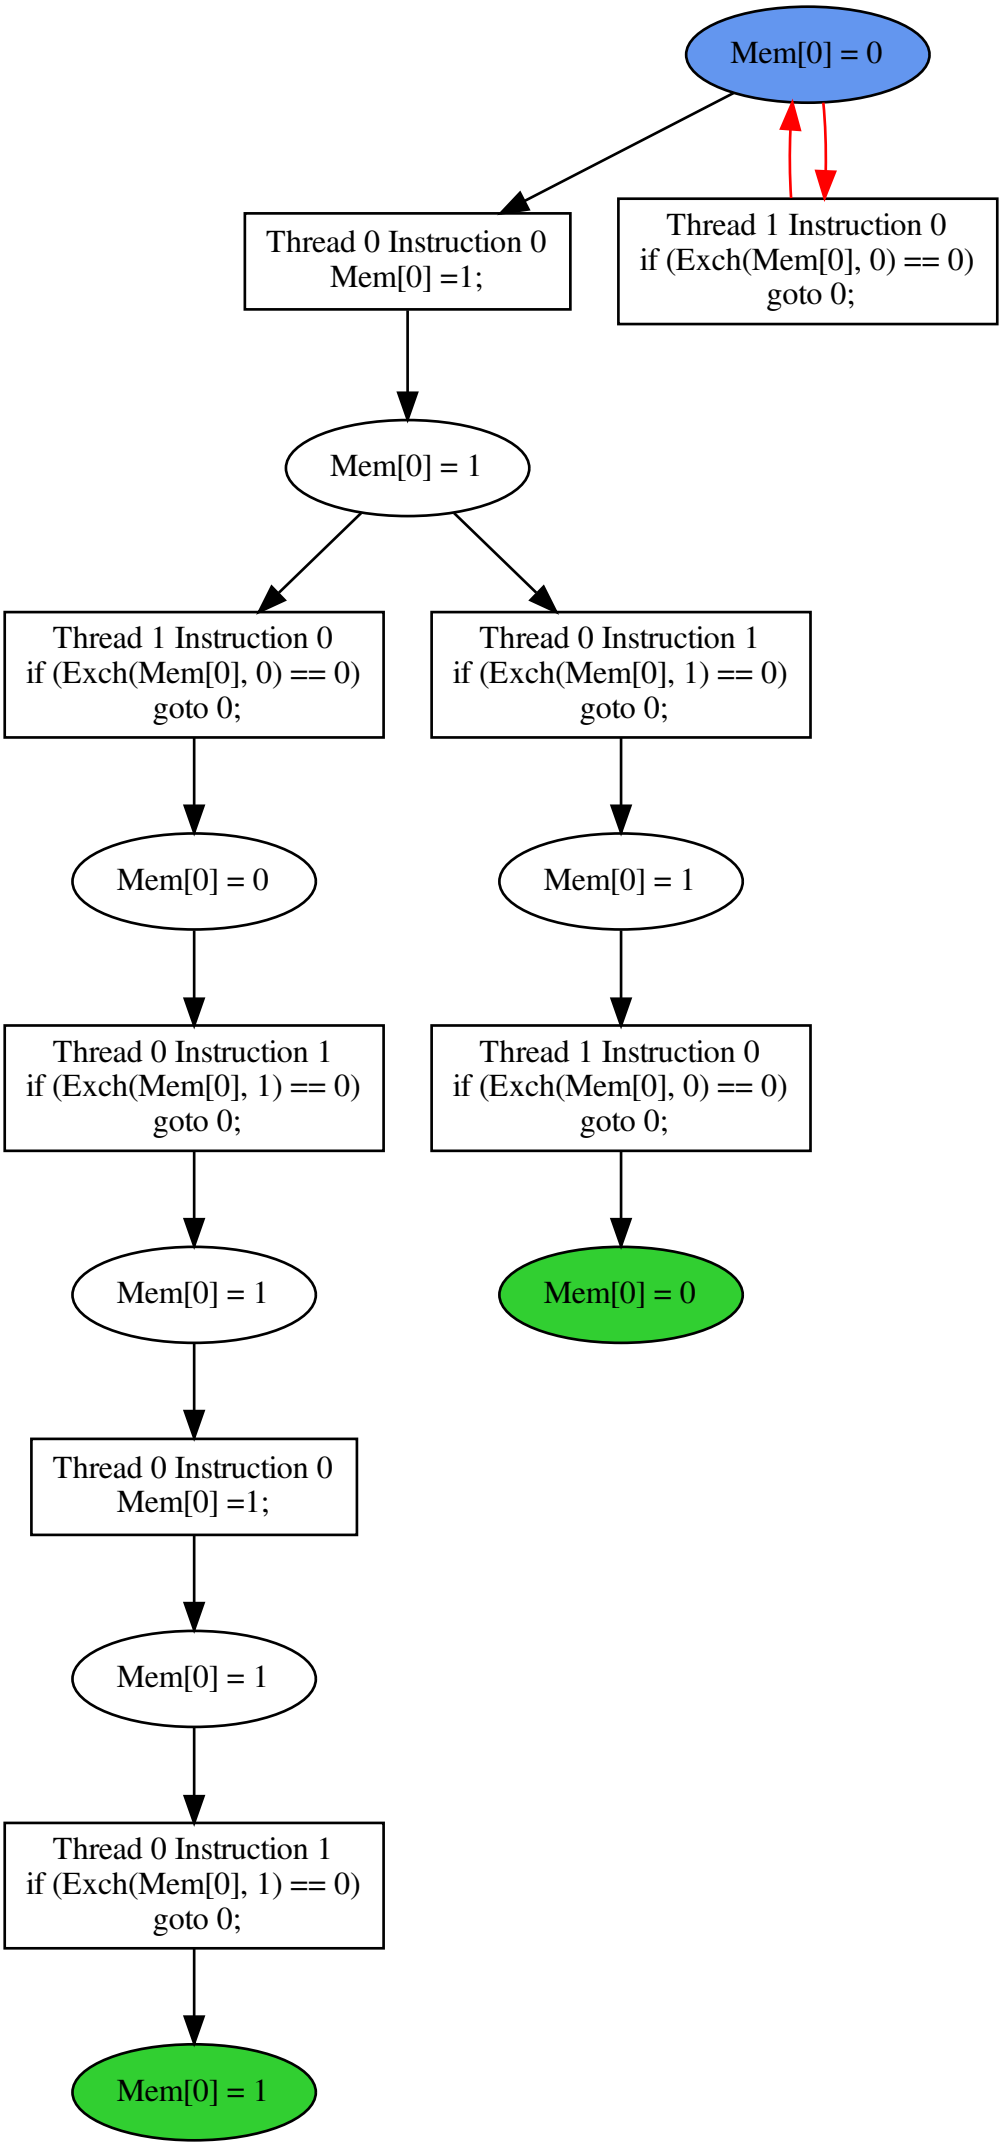 Mem[0] = 0
Thread 0 Instruction 0
Mem[0] =1;
Thread 1 Instruction 0
if (Exch(Mem[0], 0) == 0)
goto 0;
Mem[0] = 1
Thread 1 Instruction 0
if (Exch(Mem[0], 0) == 0)
goto 0;
Thread 0 Instruction 1
if (Exch(Mem[0], 1) == 0)
goto 0;
Mem[0] = 0
Mem[0] = 1
Thread 0 Instruction 1
if (Exch(Mem[0], 1) == 0)
goto 0;
Thread 1 Instruction 0
if (Exch(Mem[0], 0) == 0)
goto 0;
Mem[0] = 1
Mem[0] = 0
Thread 0 Instruction 0
Mem[0] =1;
Mem[0] = 1
Thread 0 Instruction 1
if (Exch(Mem[0], 1) == 0)
goto 0;
Mem[0] = 1